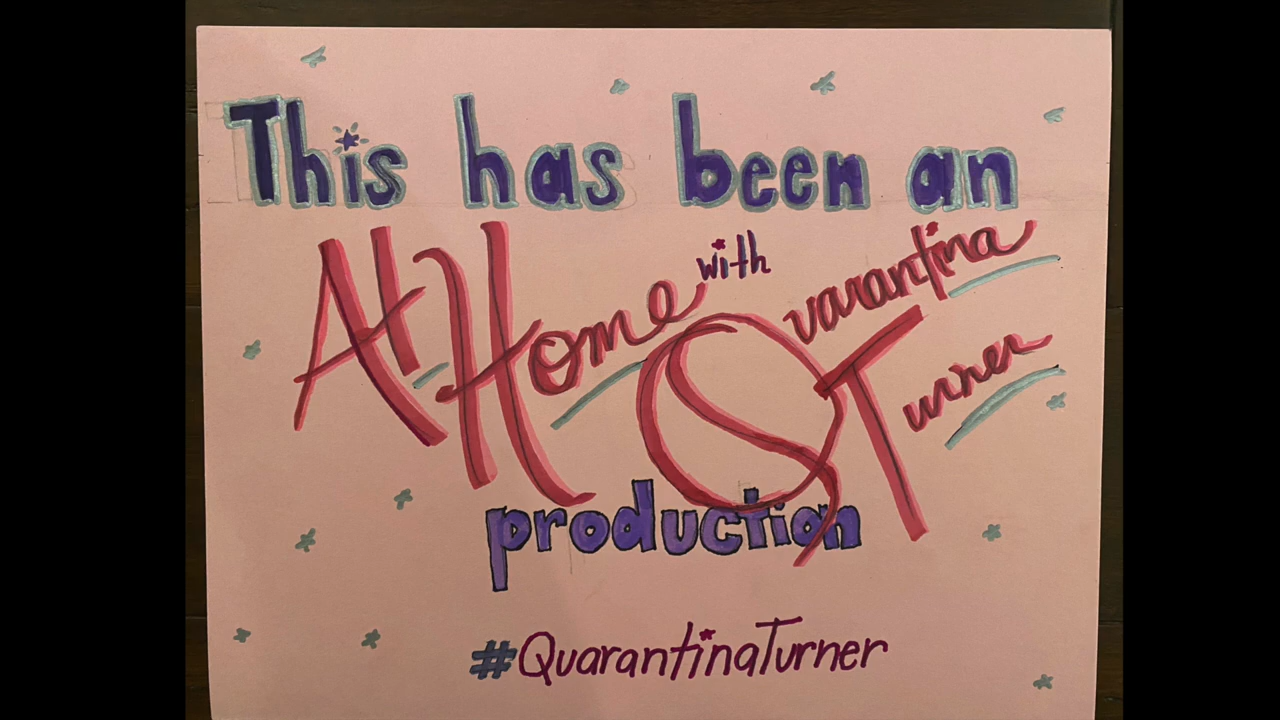 This has been an
At Home with Quarantina
Turner
production
#QuarantinaTurner